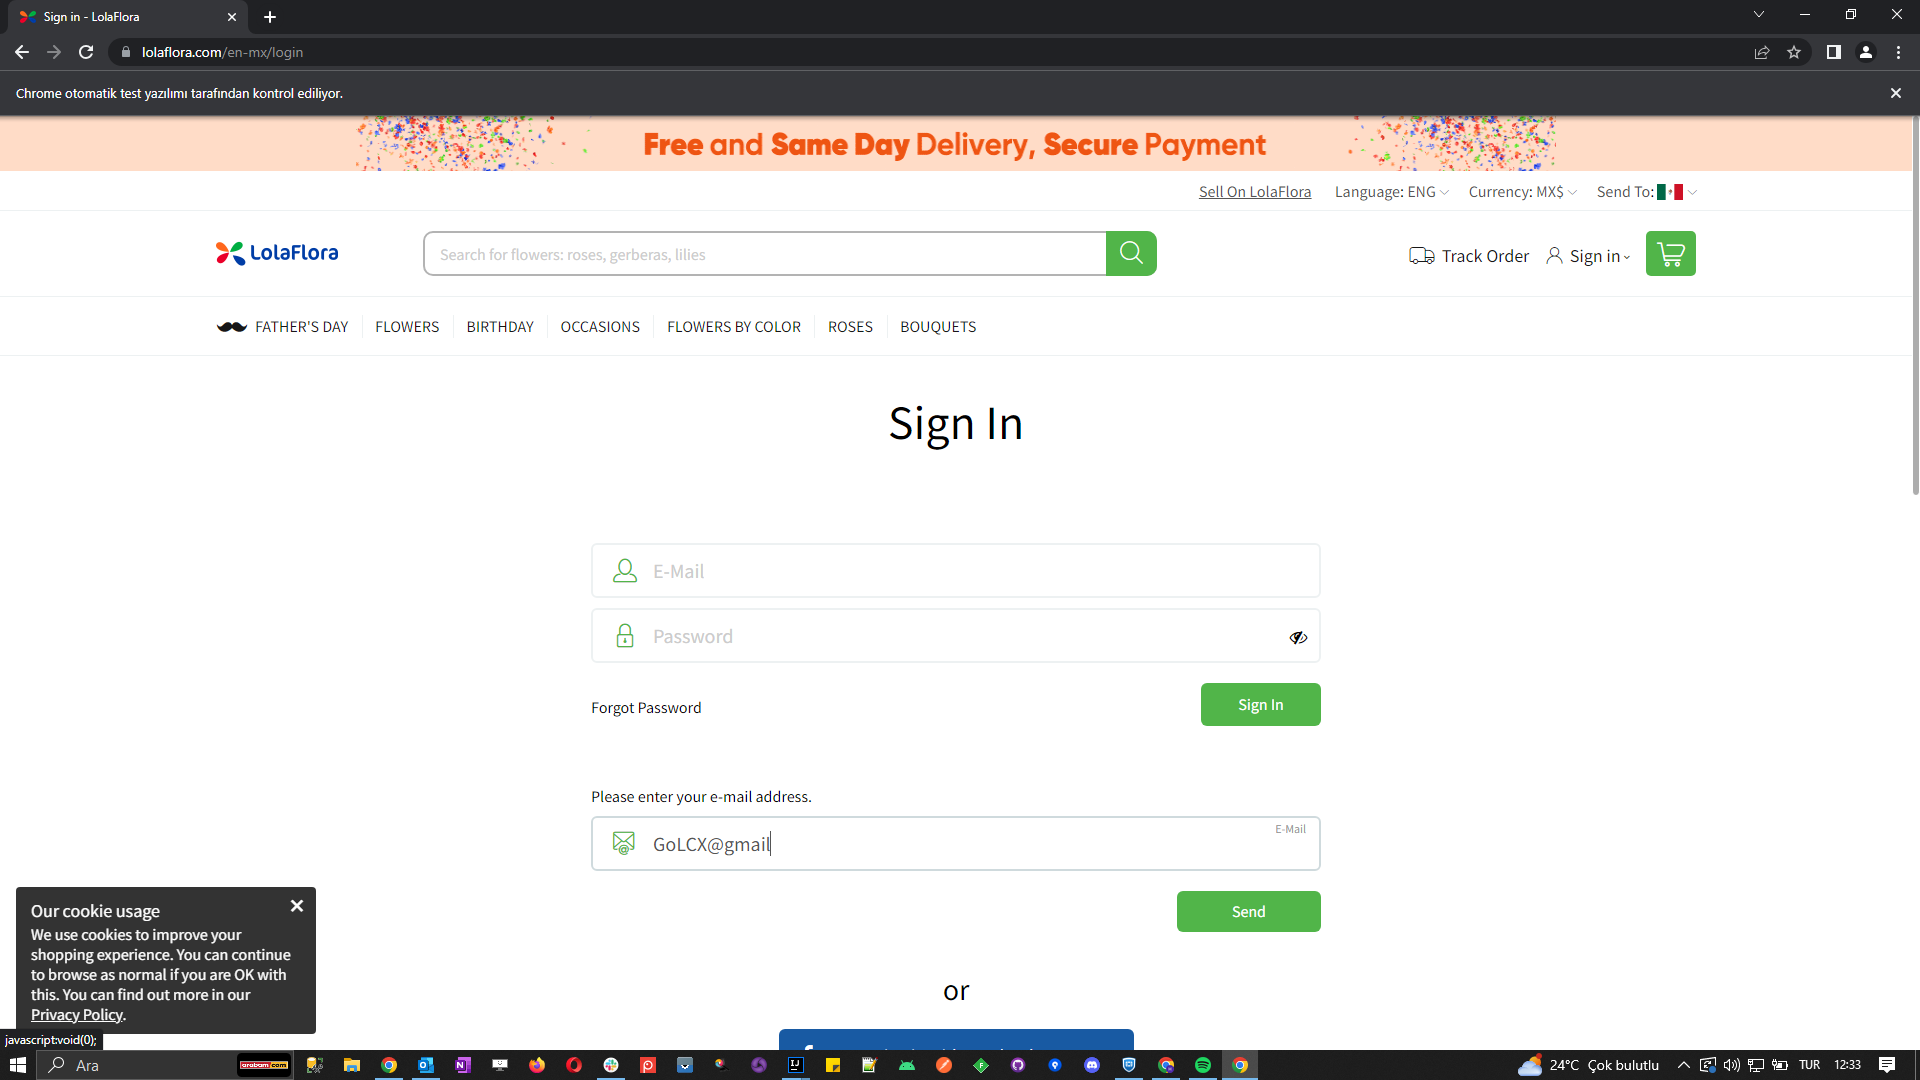 Sign in - LolaFlora
lolaflora.com/en-mx/login
Chrome otomatik test yazılımı tarafından kontrol ediliyor.
Free and Same Day Delivery, Secure Payment
Sell On LolaFlora Language: ENG Currency: MX$ Send To:
LolaFlora
Search for flowers: roses, gerberas, lilies
Track Order Sign in
FATHER'S DAY FLOWERS BIRTHDAY OCCASIONS FLOWERS BY COLOR ROSES BOUQUETS
Sign In
E-Mail
Password
Forgot Password
Sign In
Please enter your e-mail address.
E-Mail
GoLCX@gmail
Send
or
Our cookie usage
We use cookies to improve your
shopping experience. You can continue
to browse as normal if you are OK with
this. You can find out more in our
Privacy Policy.
javascript:void(0);
Ara
arabam.com
24°C Çok bulutlu
TUR
12:33